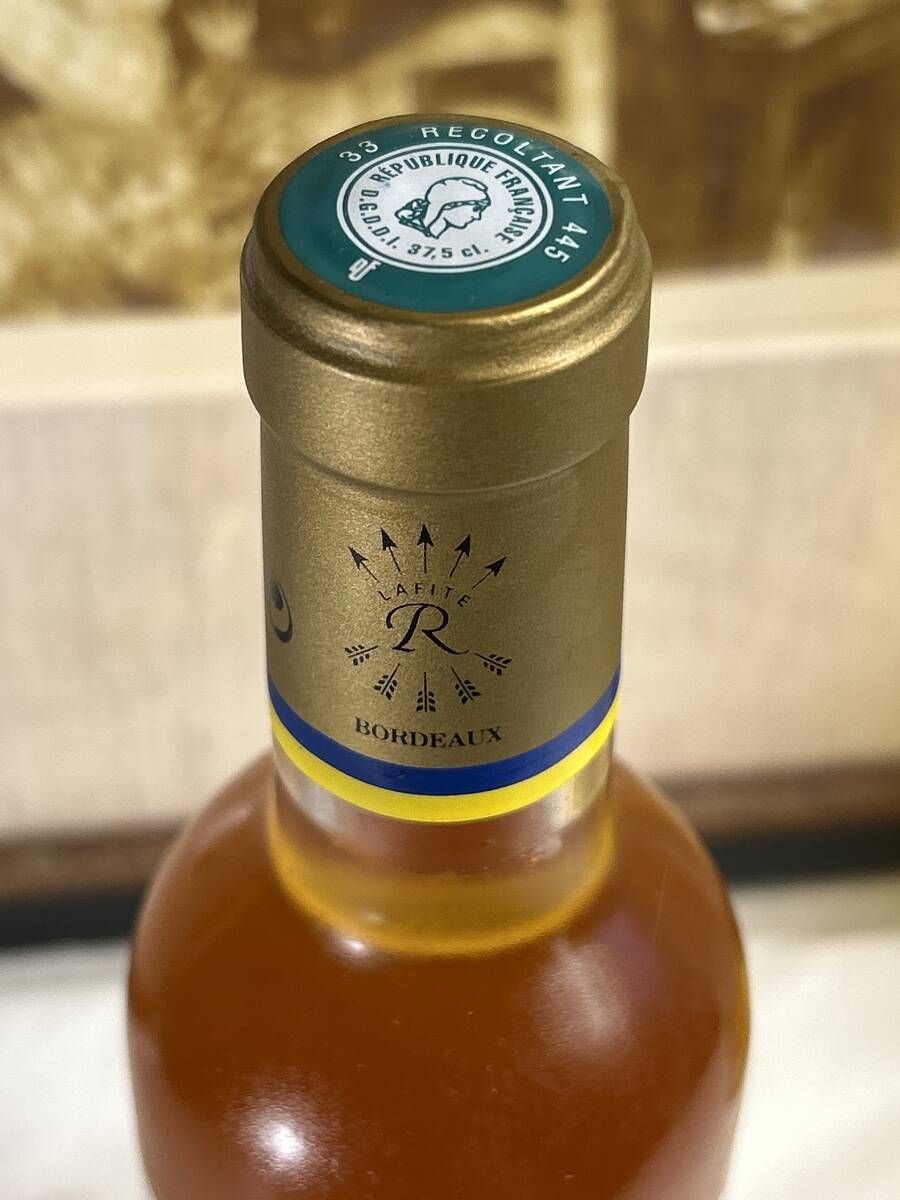 33 RECOLTANT 445
RÉPUBLIQUE FRANÇAISE
D.G.D.D.I. 37,5 cl.
LAFITE
R
BORDEAUX